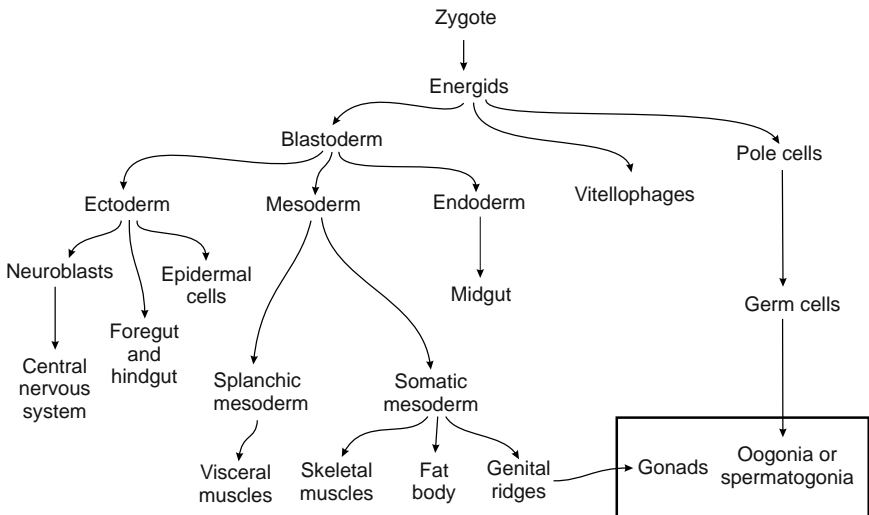 Zygote
Energids
Blastoderm
Pole cells
Vitellophages
Ectoderm
Mesoderm
Endoderm
Neuroblasts
Epidermal
cells
Midgut
Germ cells
Foregut
and
hindgut
Central
nervous
system
Splanchic
mesoderm
Somatic
mesoderm
Visceral
muscles
Skeletal
muscles
Fat
body
Genital
ridges
Gonads
Oogonia or
spermatogonia